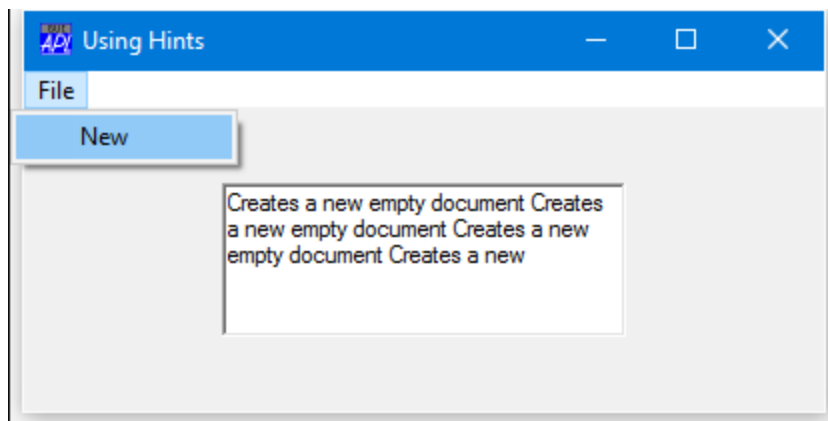 Using Hints
File
New
Creates a new empty document Creates
a new empty document Creates a new
empty document Creates a new